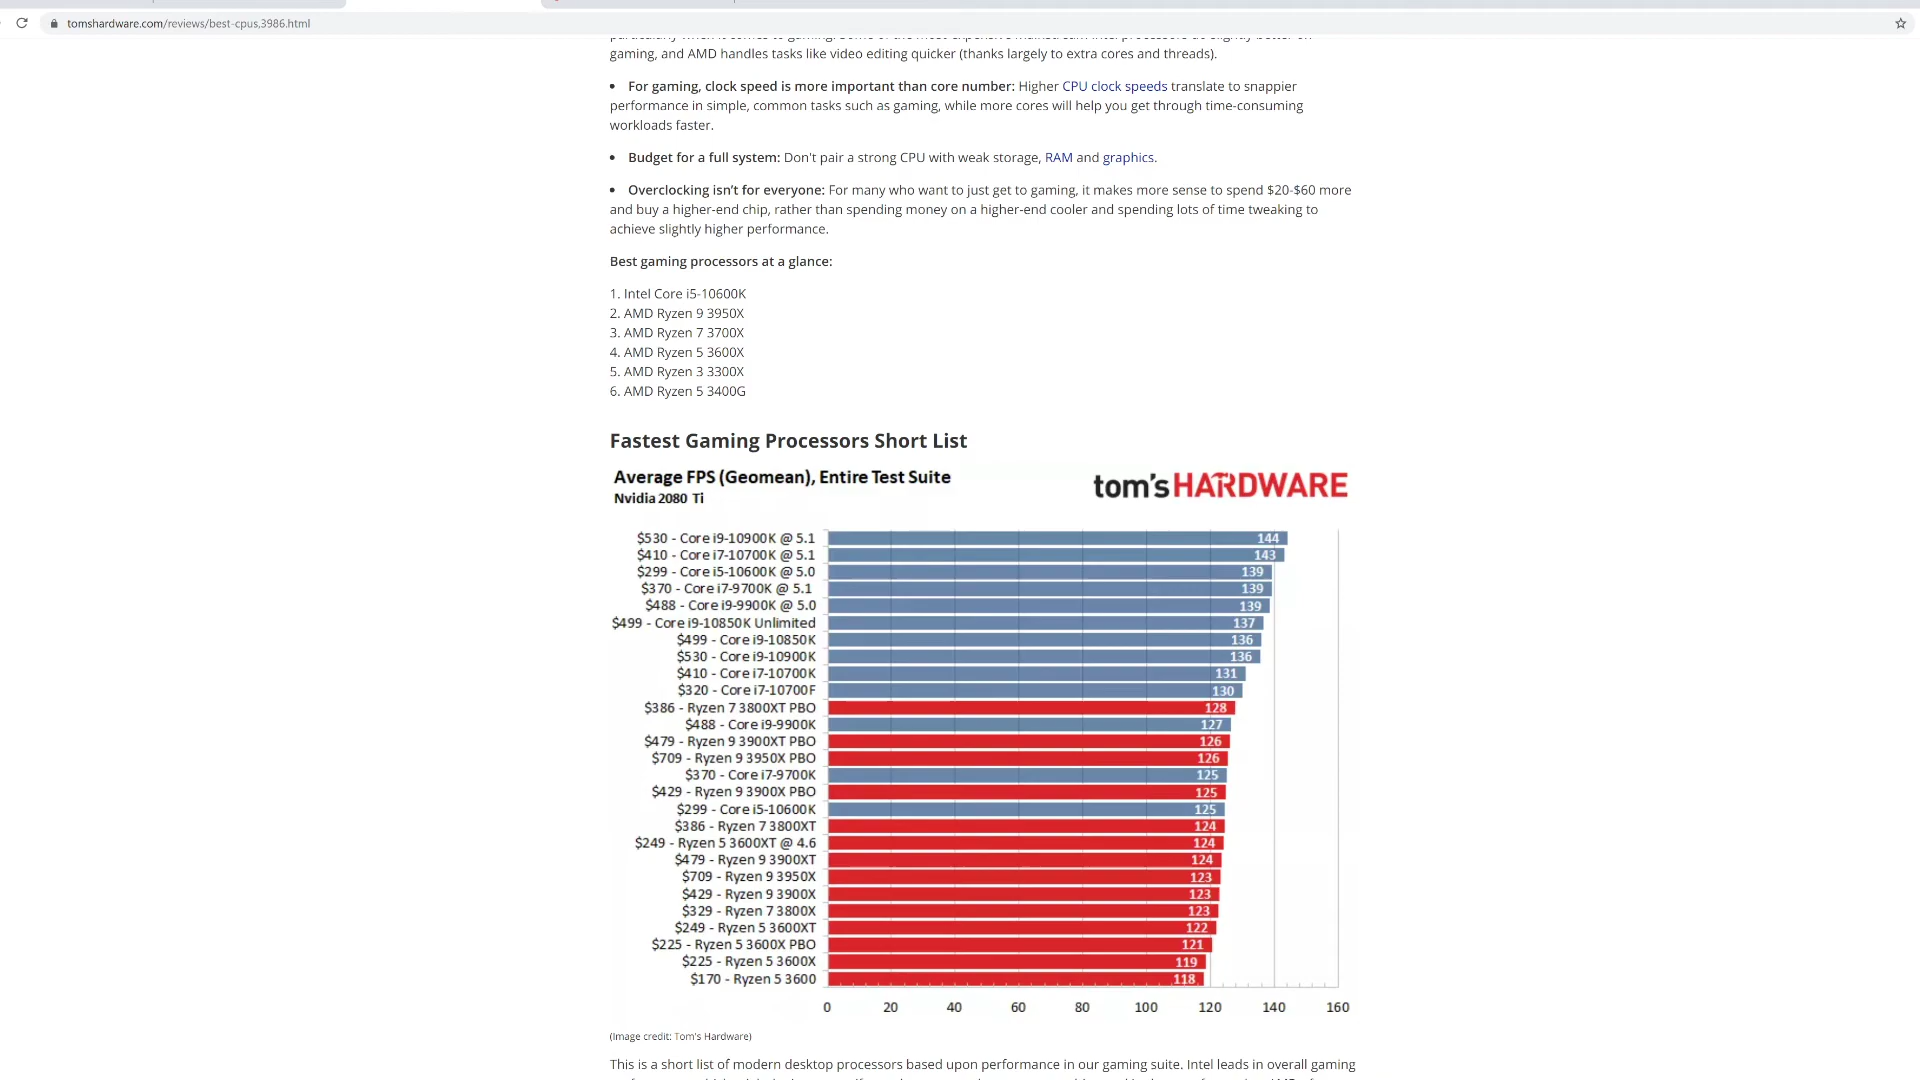 tomshardware.com/reviews/best-cpus,3986.html
gaming, and AMD handles tasks like video editing quicker (thanks largely to extra cores and threads).
• For gaming, clock speed is more important than core number: Higher CPU clock speeds translate to snappier
performance in simple, common tasks such as gaming, while more cores will help you get through time-consuming
workloads faster.
• Budget for a full system: Don't pair a strong CPU with weak storage, RAM and graphics.
• Overclocking isn’t for everyone: For many who want to just get to gaming, it makes more sense to spend $20-$60 more
and buy a higher-end chip, rather than spending money on a higher-end cooler and spending lots of time tweaking to
achieve slightly higher performance.
Best gaming processors at a glance:
1. Intel Core i5-10600K
2. AMD Ryzen 9 3950X
3. AMD Ryzen 7 3700X
4. AMD Ryzen 5 3600X
5. AMD Ryzen 3 3300X
6. AMD Ryzen 5 3400G
Fastest Gaming Processors Short List
Average FPS (Geomean), Entire Test Suite
Nvidia 2080 Ti
tom's HARDWARE
$530 - Core i9-10900K @ 5.1 144
$410 - Core i7-10700K @ 5.1 143
$299 - Core i5-10600K @ 5.0 139
$370 - Core i7-9700K @ 5.1 139
$488 - Core i9-9900K @ 5.0 139
$499 - Core i9-10850K Unlimited 137
$499 - Core i9-10850K 136
$530 - Core i9-10900K 136
$410 - Core i7-10700K 131
$320 - Core i7-10700F 130
$386 - Ryzen 7 3800XT PBO 128
$488 - Core i9-9900K 127
$479 - Ryzen 9 3900XT PBO 126
$709 - Ryzen 9 3950X PBO 126
$370 - Core i7-9700K 125
$429 - Ryzen 9 3900X PBO 125
$299 - Core i5-10600K 125
$386 - Ryzen 7 3800XT 124
$249 - Ryzen 5 3600XT @ 4.6 124
$479 - Ryzen 9 3900XT 124
$709 - Ryzen 9 3950X 123
$429 - Ryzen 9 3900X 123
$329 - Ryzen 7 3800X 123
$249 - Ryzen 5 3600XT 122
$225 - Ryzen 5 3600X PBO 121
$225 - Ryzen 5 3600X 119
$170 - Ryzen 5 3600 118
0 20 40 60 80 100 120 140 160
(Image credit: Tom's Hardware)
This is a short list of modern desktop processors based upon performance in our gaming suite. Intel leads in overall gaming